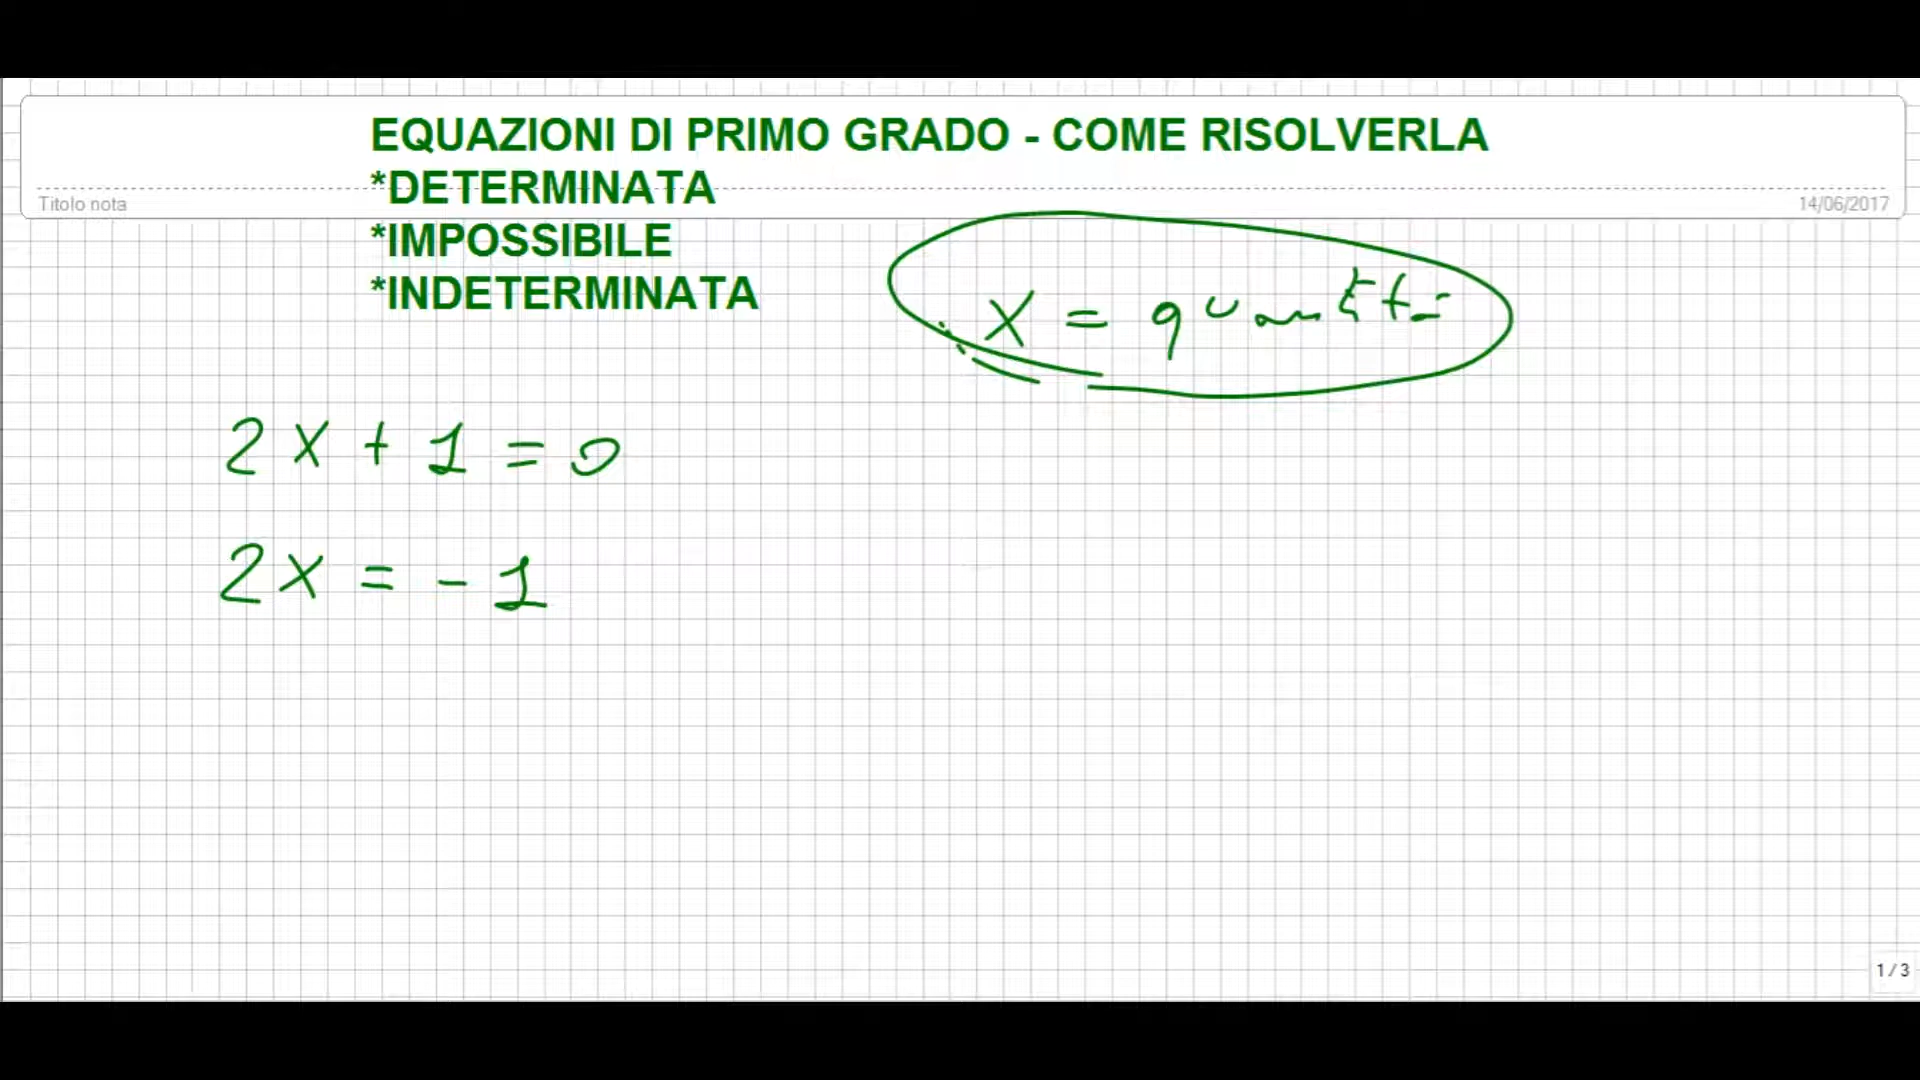 EQUAZIONI DI PRIMO GRADO - COME RISOLVERLA
*DETERMINATA
Titolo nota
14/06/2017
*IMPOSSIBILE
*INDETERMINATA
x = quantità
2x + 1 = 0
2x = - 1
1 / 3